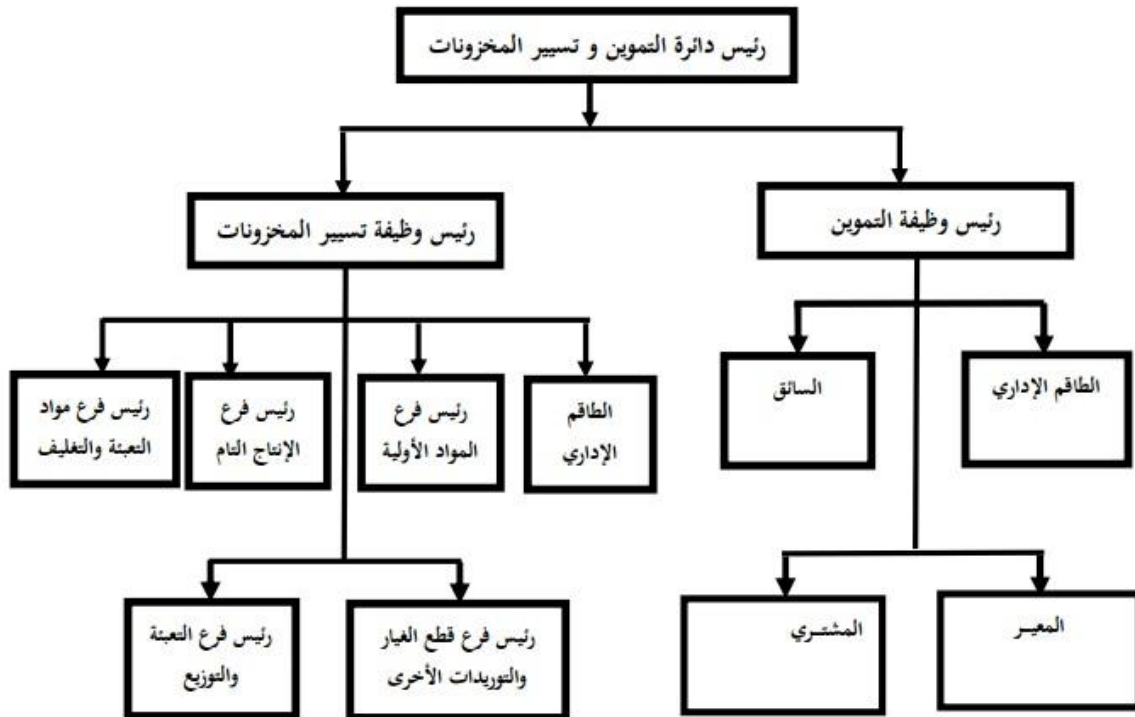 رئيس دائرة التموين و تسيير المخزونات
رئيس وظيفة التموين
رئيس وظيفة تسيير المخزونات
الطاقم الإداري
السائق
الطاقم
الإداري
رئيس فرع
المواد الأولية
رئيس فرع
الإنتاج التام
رئيس فرع مواد
التعبئة والتغليف
المعيــر
المشتــري
رئيس فرع قطع الغيار
والتوريدات الأخرى
رئيس فرع التعبئة
والتوزيع